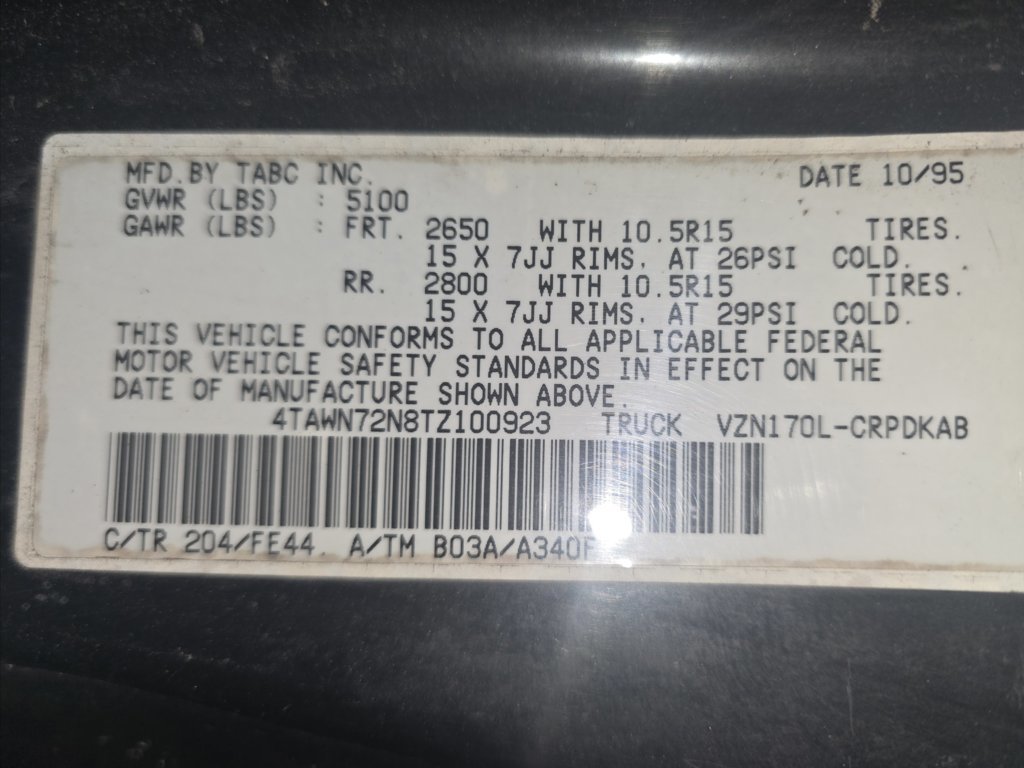 MFD.BY TABC INC. DATE 10/95
GVWR (LBS) : 5100
GAWR (LBS) : FRT. 2650 WITH 10.5R15 TIRES.
15 X 7JJ RIMS. AT 26PSI COLD.
RR. 2800 WITH 10.5R15 TIRES.
15 X 7JJ RIMS. AT 29PSI COLD.
THIS VEHICLE CONFORMS TO ALL APPLICABLE FEDERAL
MOTOR VEHICLE SAFETY STANDARDS IN EFFECT ON THE
DATE OF MANUFACTURE SHOWN ABOVE.
4TAWN72N8TZ100923 TRUCK VZN170L-CRPDKAB
C/TR 204/FE44. A/TM B03A/A340F